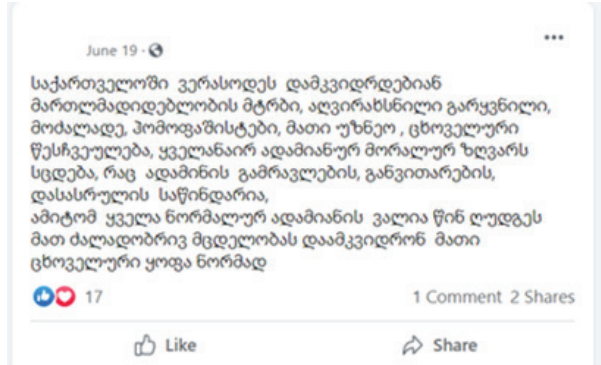 June 19
საქართველოში ვერასოდეს დამკვიდრდებიან
მართლმადიდებლობის მტრბი, აღვირახსნილი გარყვნილი,
მოძალადე, ჰომოფაშისტები, მათი უზნეო , ცხოველური
წესჩვეულება, ყველანაირ ადამიანურ მორალურ ზღვარს
სცდება, რაც ადამინის გამრავლების, განვითარების,
დასასრულის საწინდარია,
ამიტომ ყველა ნორმალურ ადამიანის ვალია წინ ღუდგეს
მათ ძალადობრივ მცდელობას დაამკვიდრონ მათი
ცხოველური ყოფა ნორმად
17
1 Comment 2 Shares
Like
Share